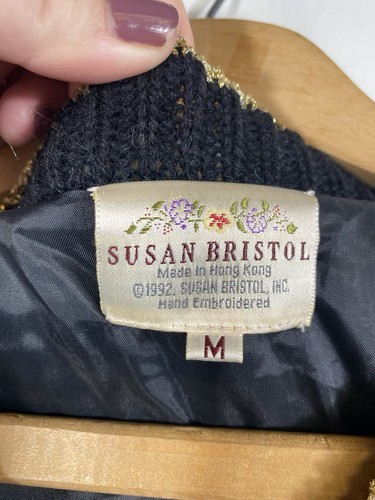 SUSAN BRISTOL
Made in Hong Kong
©1992. SUSAN BRISTOL, INC.
Hand Embroidered
M